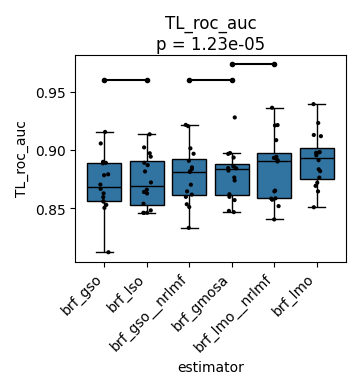 TL_roc_auc
p = 1.23e-05
TL_roc_auc
0.95
0.90
0.85
brf_gso
brf_lso
brf_gso__nrlmf
brf_gmosa
brf_lmo__nrlmf
brf_lmo
estimator